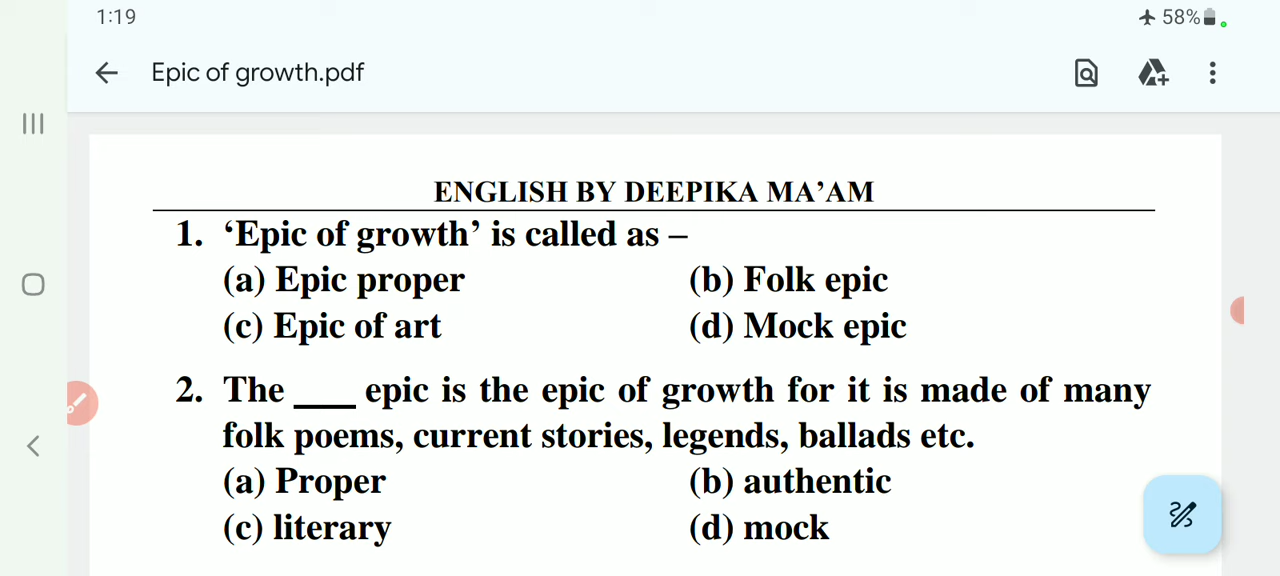 1:19 58%
Epic of growth.pdf
ENGLISH BY DEEPIKA MA’AM
1. ‘Epic of growth’ is called as –
(a) Epic proper (b) Folk epic
(c) Epic of art (d) Mock epic
2. The ____ epic is the epic of growth for it is made of many
folk poems, current stories, legends, ballads etc.
(a) Proper (b) authentic
(c) literary (d) mock